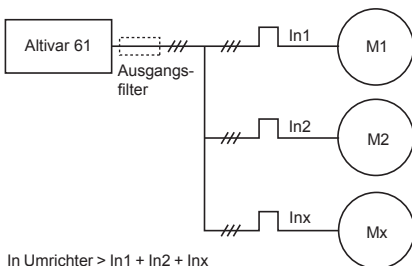 Altivar 61
Ausgangs-
filter
In1
M1
In2
M2
Inx
Mx
In Umrichter > In1 + In2 + Inx